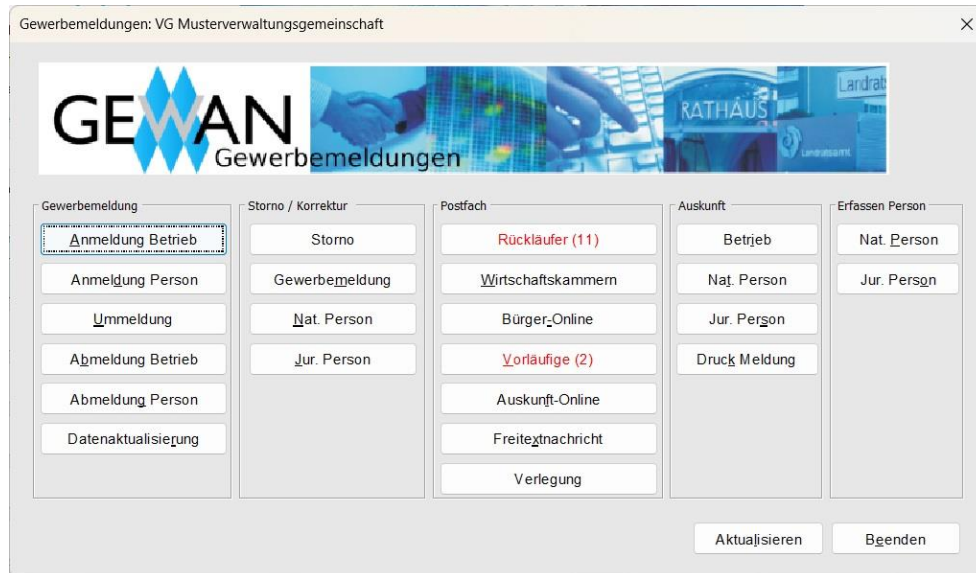 Gewerbemeldungen: VG Musterverwaltungsgemeinschaft
GEWAN
Gewerbemeldungen
RATHAUS
Landrats
Landratsamt
Gewerbemeldung
Anmeldung Betrieb
Anmeldung Person
Ummeldung
Abmeldung Betrieb
Abmeldung Person
Datenaktualisierung
Storno / Korrektur
Storno
Gewerbemeldung
Nat. Person
Jur. Person
Postfach
Rückläufer (11)
Wirtschaftskammern
Bürger-Online
Vorläufige (2)
Auskunft-Online
Freitextnachricht
Verlegung
Auskunft
Betrieb
Nat. Person
Jur. Person
Druck Meldung
Erfassen Person
Nat. Person
Jur. Person
Aktualisieren
Beenden